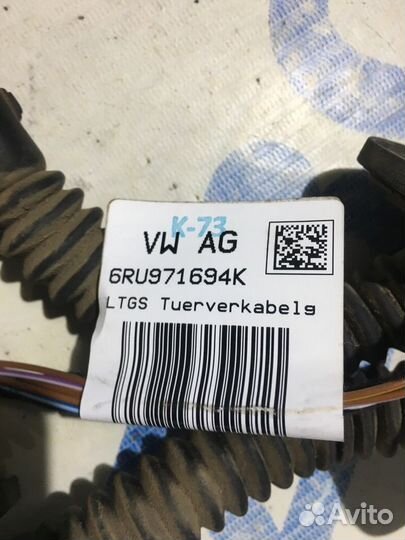 K-73
VW AG
6RU971694K
LTGS Tuerverkabelg
Avito